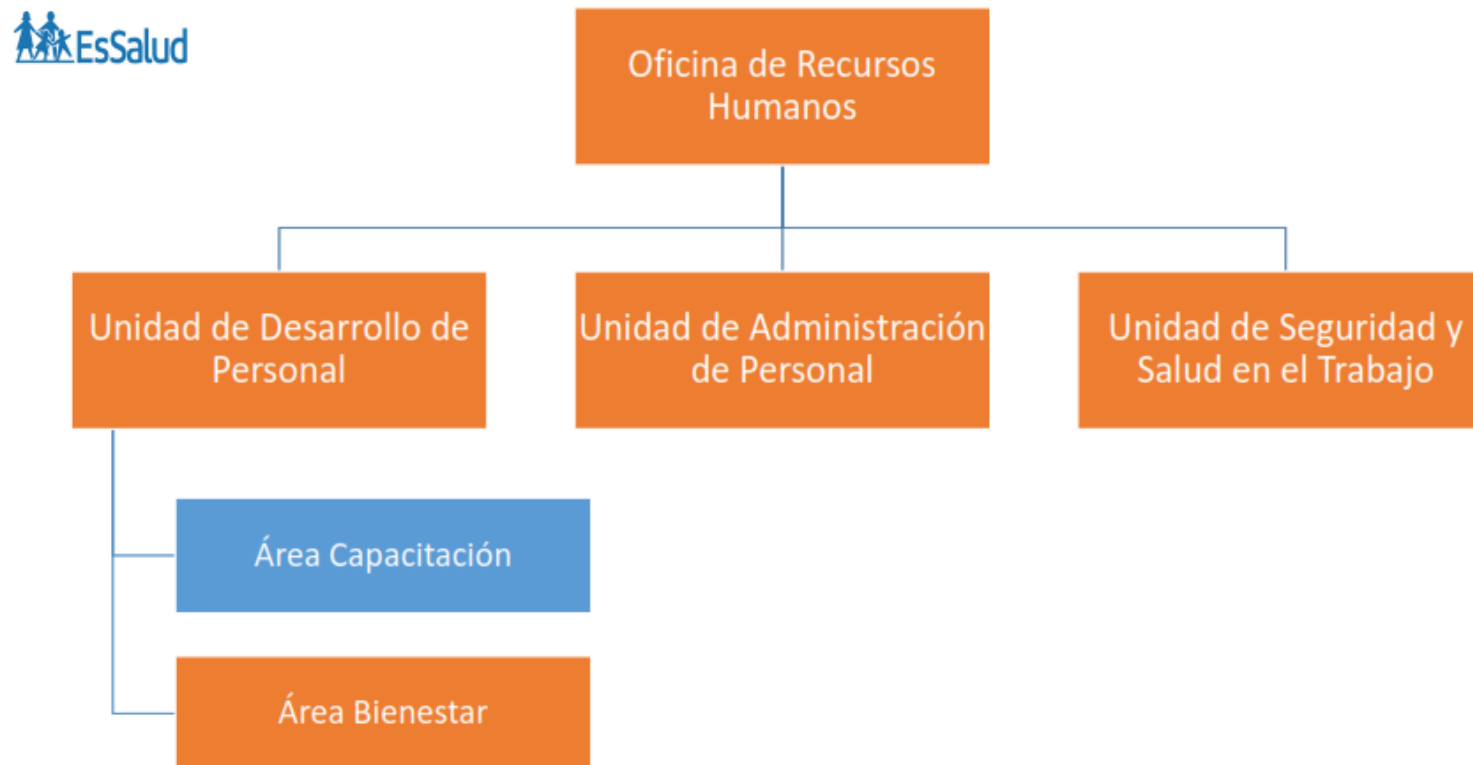 EsSalud
Oficina de Recursos
Humanos
Unidad de Desarrollo de
Personal
Unidad de Administración
de Personal
Unidad de Seguridad y
Salud en el Trabajo
Área Capacitación
Área Bienestar